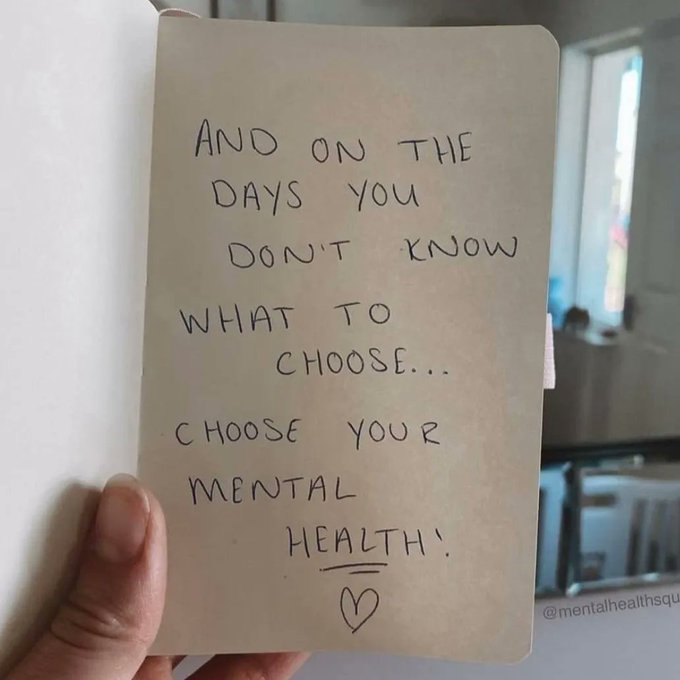 AND ON THE
DAYS YOU
DON'T KNOW
WHAT TO
CHOOSE...
CHOOSE YOUR
MENTAL
HEALTH!
@mentalhealthsqu